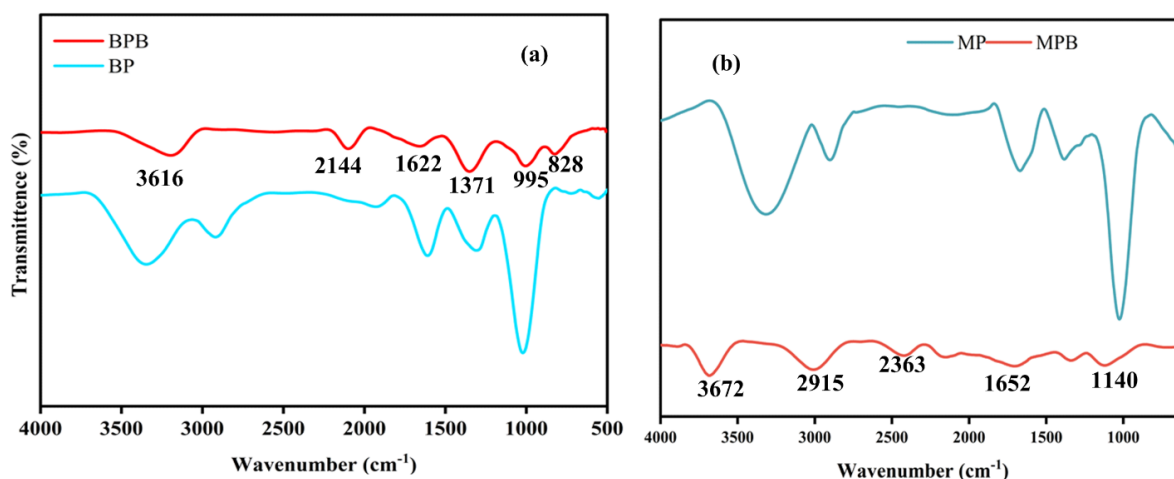 BPB
BP
(a)
3616
2144
1622
1371
995
828
Transmittence (%)
4000
3500
3000
2500
2000
1500
1000
500
Wavenumber (cm⁻¹)
MP
MPB
(b)
3672
2915
2363
1652
1140
4000
3500
3000
2500
2000
1500
1000
Wavenumber (cm⁻¹)